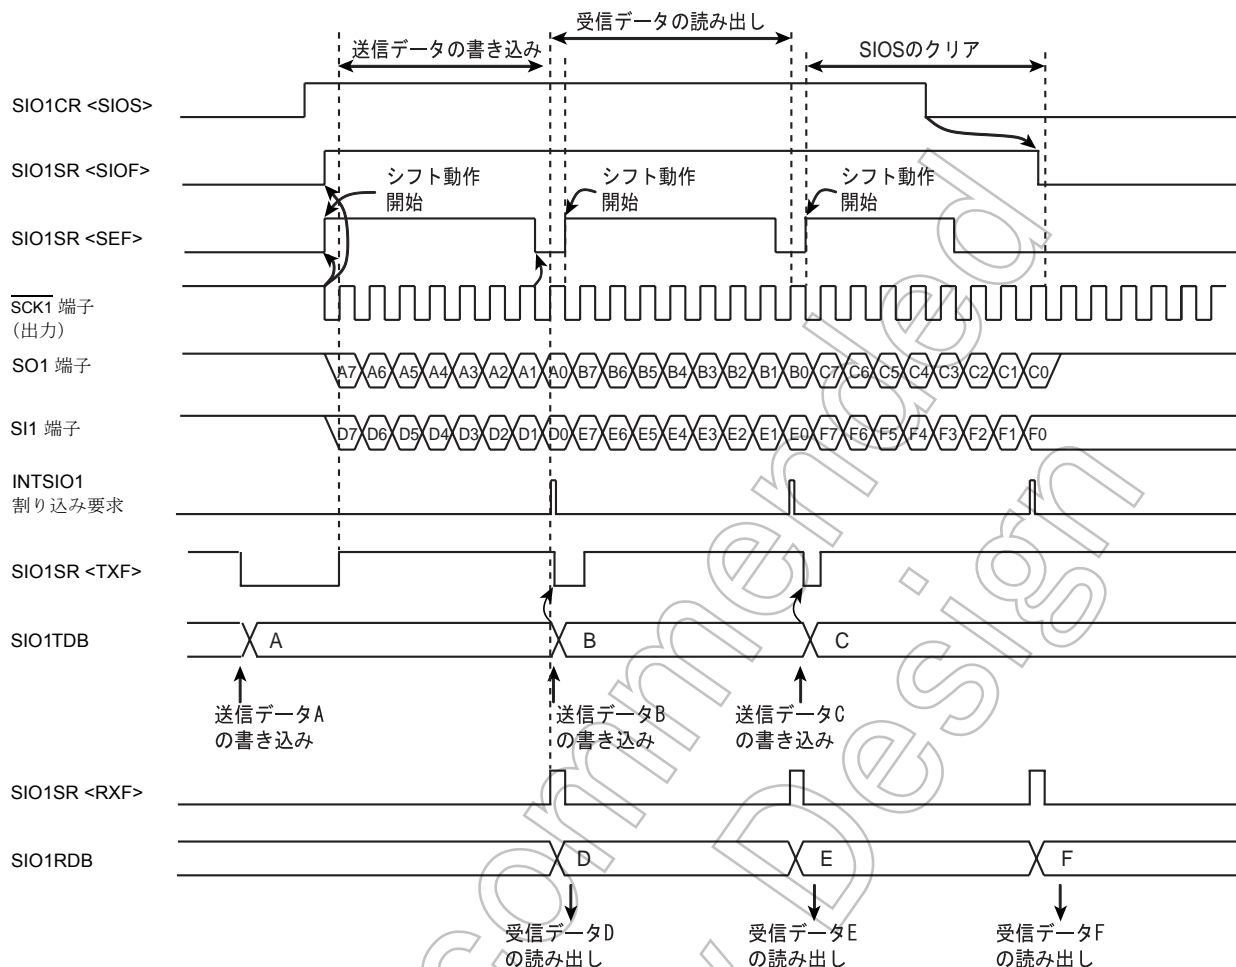 受信データの読み出し
送信データの書き込み
SIOSのクリア
SIO1CR <SIOS>
SIO1SR <SIOF>
シフト動作
開始
シフト動作
開始
シフト動作
開始
SIO1SR <SEF>
SCK1 端子
(出力)
SO1 端子
A7 A6 A5 A4 A3 A2 A1 A0 B7 B6 B5 B4 B3 B2 B1 B0 C7 C6 C5 C4 C3 C2 C1 C0
SI1 端子
D7 D6 D5 D4 D3 D2 D1 D0 E7 E6 E5 E4 E3 E2 E1 E0 F7 F6 F5 F4 F3 F2 F1 F0
INTSIO1
割り込み要求
SIO1SR <TXF>
SIO1TDB
A
B
C
送信データA
の書き込み
送信データB
の書き込み
送信データC
の書き込み
SIO1SR <RXF>
SIO1RDB
D
E
F
受信データD
の読み出し
受信データE
の読み出し
受信データF
の読み出し
ommended
Design